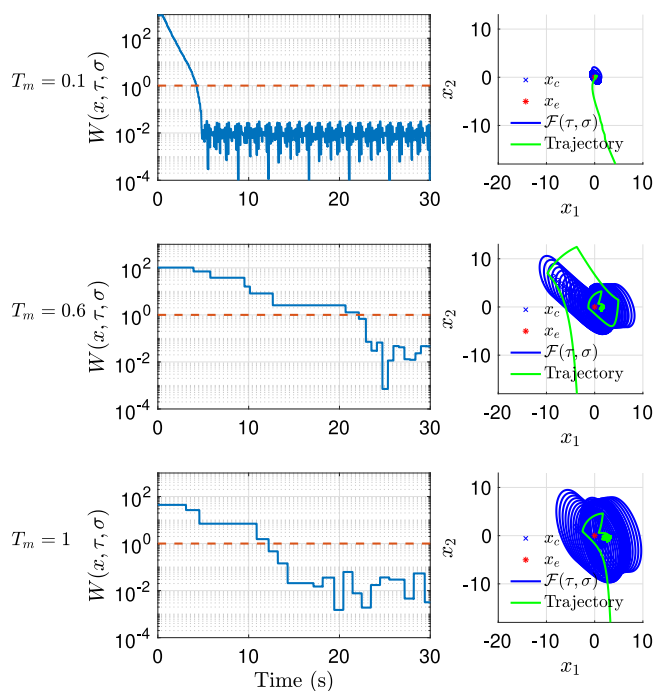 T_m = 0.1
W(x, τ, σ)
10^2
10^0
10^-2
10^-4
0 10 20 30
x_2
0
-10
-20 -10 0 10
x_1
x_c
x_e
F(τ, σ)
Trajectory
T_m = 0.6
W(x, τ, σ)
10^2
10^0
10^-2
10^-4
0 10 20 30
x_2
10
0
-10
-20 -10 0 10
x_1
x_c
x_e
F(τ, σ)
Trajectory
T_m = 1
W(x, τ, σ)
10^2
10^0
10^-2
10^-4
0 10 20 30
Time (s)
x_2
10
0
-10
-20 -10 0 10
x_1
x_c
x_e
F(τ, σ)
Trajectory